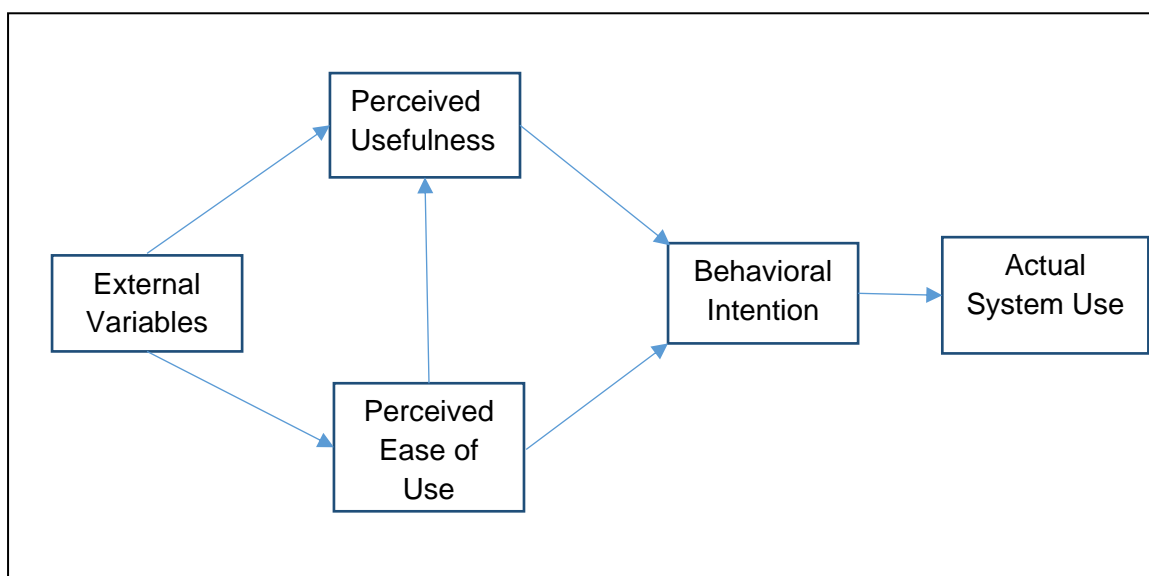 Perceived
Usefulness
External
Variables
Perceived
Ease of
Use
Behavioral
Intention
Actual
System Use